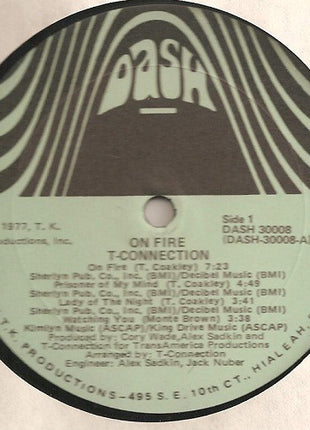 DASH
1977, T. K.
oductions, Inc.
Side 1
DASH 30008
(DASH-30008-A)
ON FIRE
T-CONNECTION
On Fire (T. Coakley) 7:23
Sherlyn Pub. Co., Inc. (BMI)/Decibel Music (BMI)
Prisoner of My Mind (T. Coakley) 4:49
Sherlyn Pub. Co., Inc. (BMI)/Decibel Music (BMI)
Lady of The Night (T. Coakley) 3:41
Sherlyn Pub. Co., Inc. (BMI)/Decibel Music (BMI)
Watching You (Monte Brown) 3:38
Kimlyn Music (ASCAP)/King Drive Music (ASCAP)
Produced by: Cory Wade, Alex Sadkin and
T-Connection for TransAmerica Productions
Arranged by: T-Connection
Engineer: Alex Sadkin, Jack Nuber
T.K. PRODUCTIONS—495 S.E. 10th CT., HIALEAH,